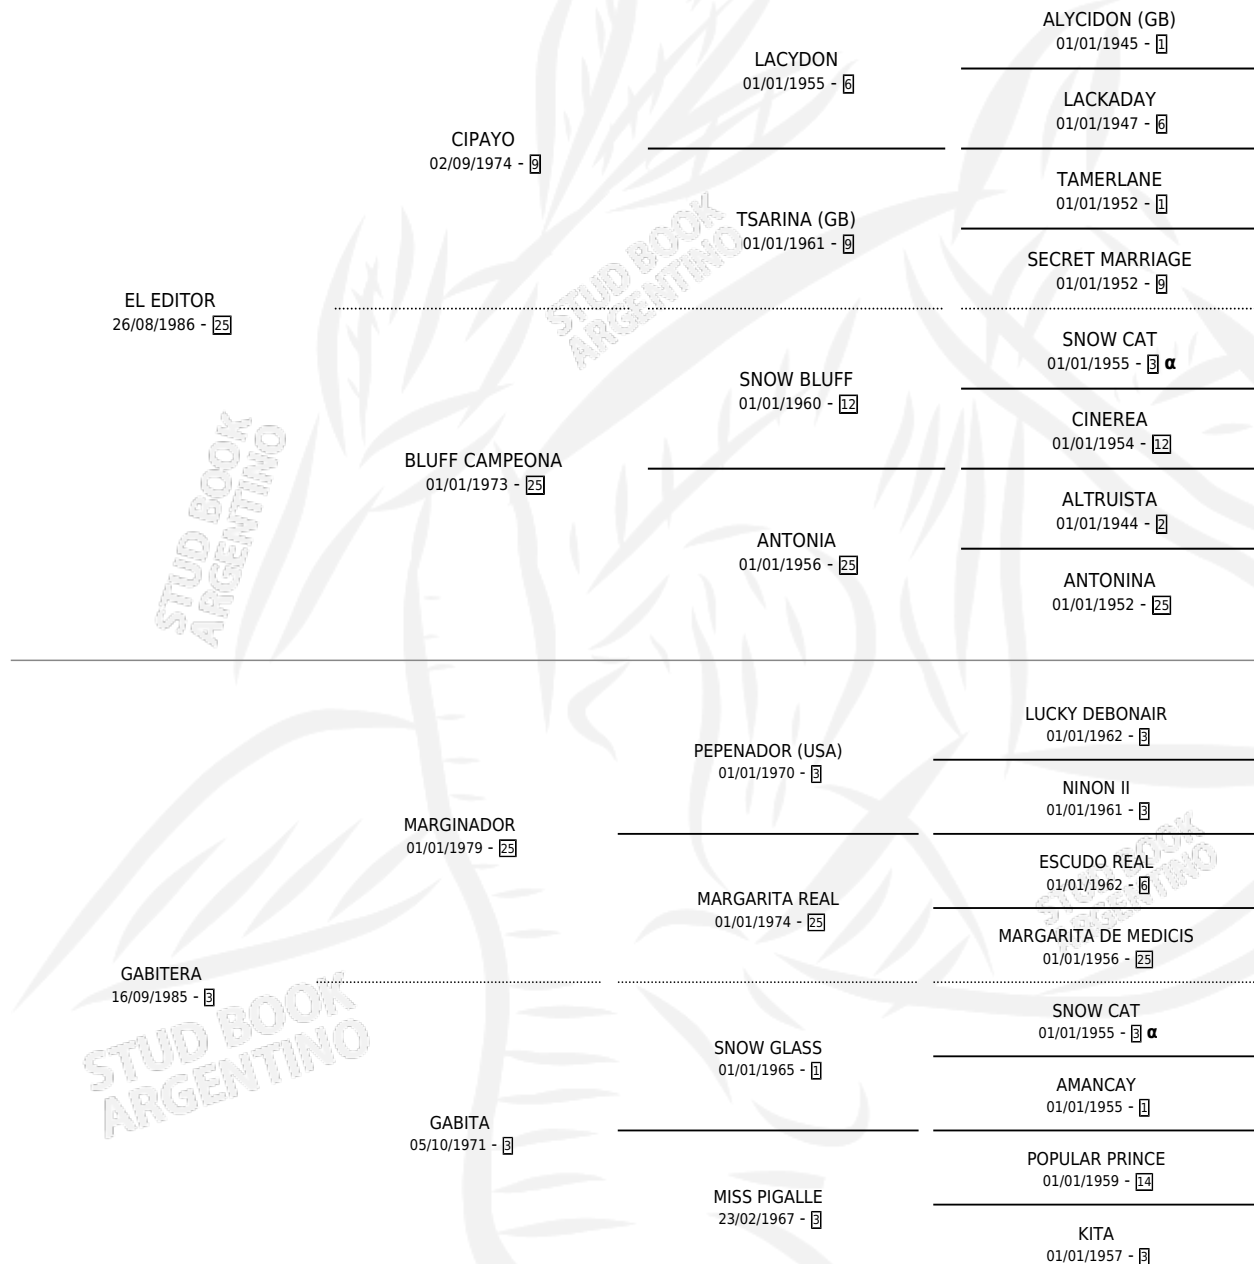 ALYCIDON (GB)
01/01/1945 - 1
LACYDON
01/01/1955 - 6
LACKADAY
01/01/1947 - 6
CIPAYO
02/09/1974 - 9
TAMERLANE
01/01/1952 - 1
TSARINA (GB)
01/01/1961 - 9
SECRET MARRIAGE
01/01/1952 - 9
EL EDITOR
26/08/1986 - 25
STUD BOOK
ARGENTINO
SNOW CAT
01/01/1955 - 3 α
SNOW BLUFF
01/01/1960 - 12
CINEREA
01/01/1954 - 12
BLUFF CAMPEONA
01/01/1973 - 25
ALTRUISTA
01/01/1944 - 2
ANTONIA
01/01/1956 - 25
ANTONINA
01/01/1952 - 25
STUD BOOK
ARGENTINO
LUCKY DEBONAIR
01/01/1962 - 3
PEPENADOR (USA)
01/01/1970 - 3
NINON II
01/01/1961 - 3
MARGINADOR
01/01/1979 - 25
ESCUDO REAL
01/01/1962 - 6
STUD BOOK
ARGENTINO
MARGARITA REAL
01/01/1974 - 25
MARGARITA DE MEDICIS
01/01/1956 - 25
GABITERA
16/09/1985 - 3
STUD BOOK
ARGENTINO
SNOW CAT
01/01/1955 - 3 α
SNOW GLASS
01/01/1965 - 1
AMANCAY
01/01/1955 - 1
GABITA
05/10/1971 - 3
POPULAR PRINCE
01/01/1959 - 14
MISS PIGALLE
23/02/1967 - 3
KITA
01/01/1957 - 3